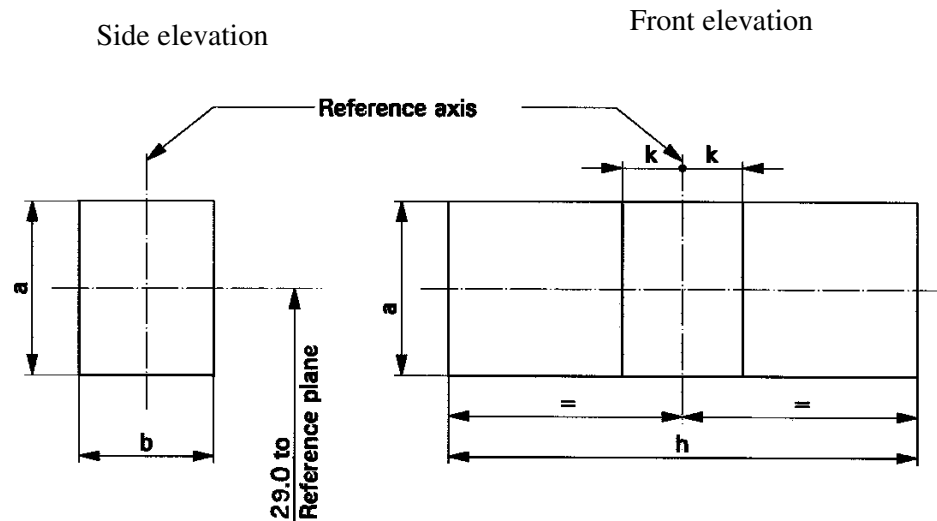 Side elevation
Front elevation
Reference axis
k
k
a
a
29.0 to
Reference plane
=
=
b
h